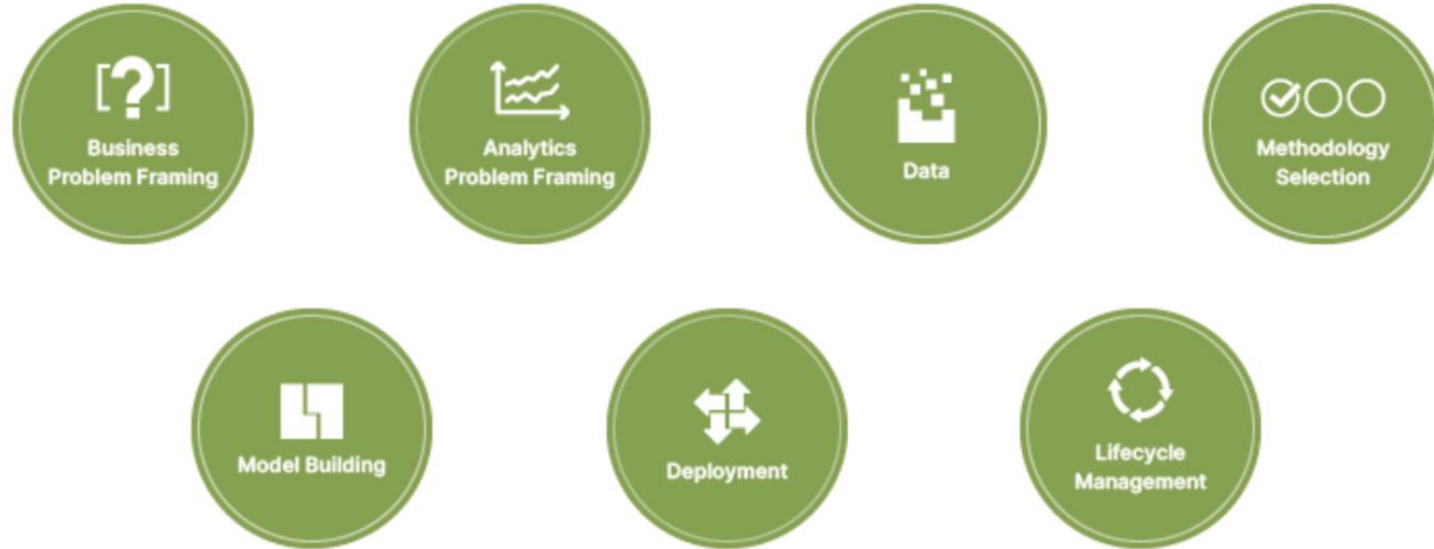 [?]
Business
Problem Framing
Analytics
Problem Framing
Data
Methodology
Selection
Model Building
Deployment
Lifecycle
Management